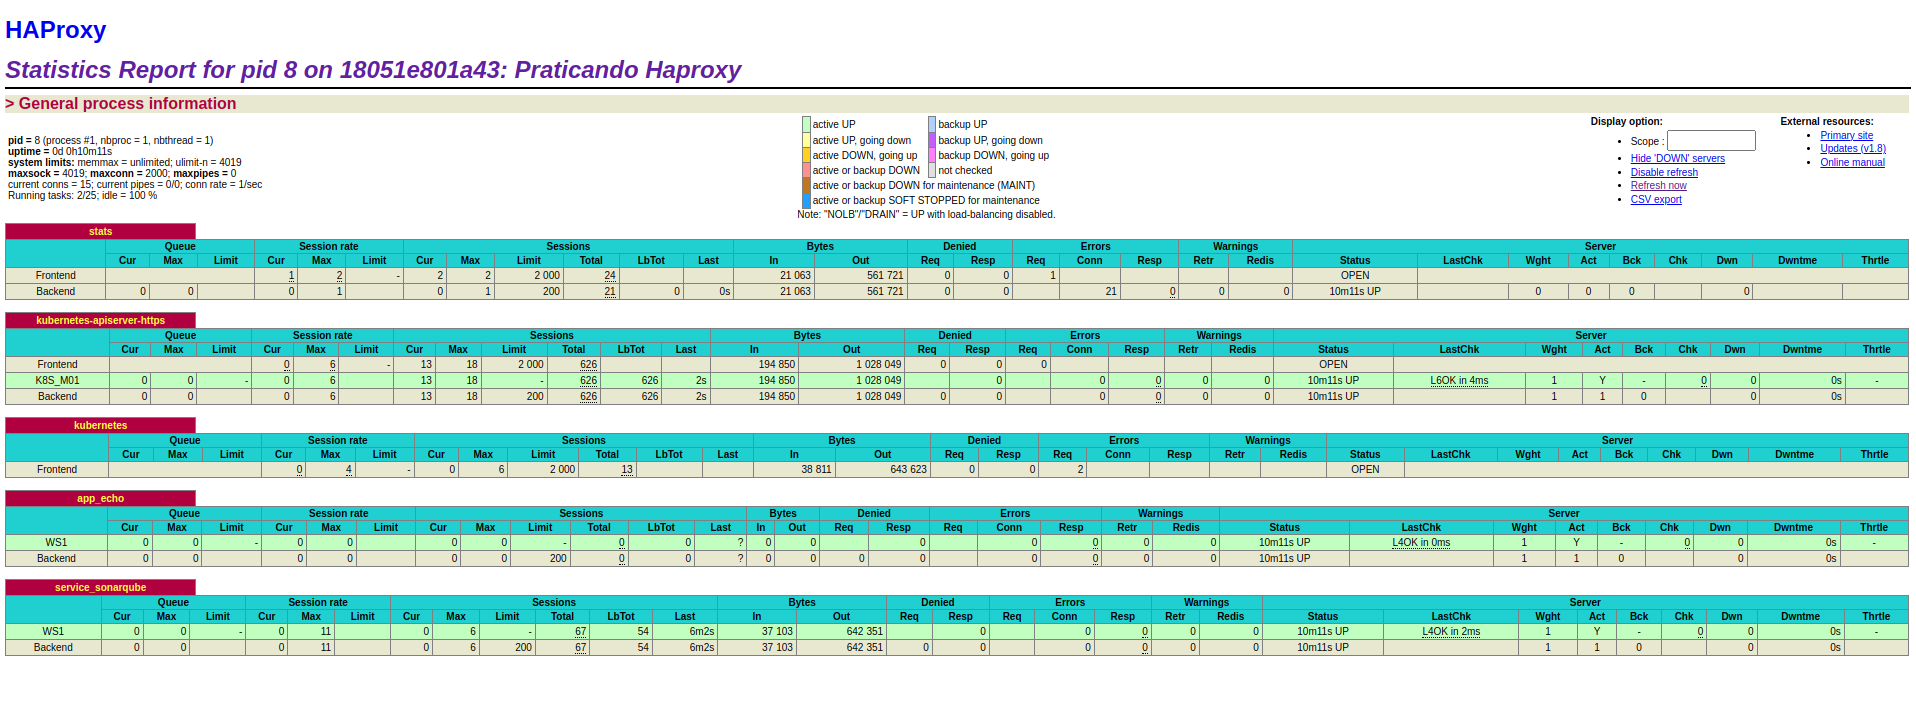 HAProxy
Statistics Report for pid 8 on 18051e801a43: Praticando Haproxy
> General process information
pid = 8 (process #1, nbproc = 1, nbthread = 1)
uptime = 0d 0h10m11s
system limits: memmax = unlimited; ulimit-n = 4019
maxsock = 4019; maxconn = 2000; maxpipes = 0
current conns = 15; current pipes = 0/0; conn rate = 1/sec
Running tasks: 2/25; idle = 100 %
active UP backup UP
active UP, going down backup UP, going down
active DOWN, going up backup DOWN, going up
active or backup DOWN not checked
active or backup DOWN for maintenance (MAINT)
active or backup SOFT STOPPED for maintenance
Note: "NOLB"/"DRAIN" = UP with load-balancing disabled.
Display option:
Scope :
Hide 'DOWN' servers
Disable refresh
Refresh now
CSV export
External resources:
Primary site
Updates (v1.8)
Online manual
stats
Queue Session rate Sessions Bytes Denied Errors Warnings Server
Cur Max Limit Cur Max Limit Cur Max Limit Total LbTot Last In Out Req Resp Req Conn Resp Retr Redis Status LastChk Wght Act Bck Chk Dwn Dwntme Thrtle
Frontend 1 2 - 2 2 2 000 24 21 063 561 721 0 0 1 OPEN
Backend 0 0 0 1 0 1 200 21 0 0s 21 063 561 721 0 0 21 0 0 0 10m11s UP 0 0 0 0
kubernetes-apiserver-https
Queue Session rate Sessions Bytes Denied Errors Warnings Server
Cur Max Limit Cur Max Limit Cur Max Limit Total LbTot Last In Out Req Resp Req Conn Resp Retr Redis Status LastChk Wght Act Bck Chk Dwn Dwntme Thrtle
Frontend 0 6 - 13 18 2 000 626 194 850 1 028 049 0 0 0 OPEN
K8S_M01 0 0 - 0 6 13 18 - 626 626 2s 194 850 1 028 049 0 0 0 0 0 10m11s UP L6OK in 4ms 1 Y - 0 0 0s -
Backend 0 0 0 6 13 18 200 626 626 2s 194 850 1 028 049 0 0 0 0 0 0 10m11s UP 1 1 0 0 0s
kubernetes
Queue Session rate Sessions Bytes Denied Errors Warnings Server
Cur Max Limit Cur Max Limit Cur Max Limit Total LbTot Last In Out Req Resp Req Conn Resp Retr Redis Status LastChk Wght Act Bck Chk Dwn Dwntme Thrtle
Frontend 0 4 - 0 6 2 000 13 38 811 643 623 0 0 2 OPEN
app_echo
Queue Session rate Sessions Bytes Denied Errors Warnings Server
Cur Max Limit Cur Max Limit Cur Max Limit Total LbTot Last In Out Req Resp Req Conn Resp Retr Redis Status LastChk Wght Act Bck Chk Dwn Dwntme Thrtle
WS1 0 0 - 0 0 0 0 - 0 0 ? 0 0 0 0 0 0 0 10m11s UP L4OK in 0ms 1 Y - 0 0 0s -
Backend 0 0 0 0 0 0 200 0 0 ? 0 0 0 0 0 0 0 0 10m11s UP 1 1 0 0 0s
service_sonarqube
Queue Session rate Sessions Bytes Denied Errors Warnings Server
Cur Max Limit Cur Max Limit Cur Max Limit Total LbTot Last In Out Req Resp Req Conn Resp Retr Redis Status LastChk Wght Act Bck Chk Dwn Dwntme Thrtle
WS1 0 0 - 0 11 0 6 - 67 54 6m2s 37 103 642 351 0 0 0 0 0 10m11s UP L4OK in 2ms 1 Y - 0 0 0s -
Backend 0 0 0 11 0 6 200 67 54 6m2s 37 103 642 351 0 0 0 0 0 0 10m11s UP 1 1 0 0 0s